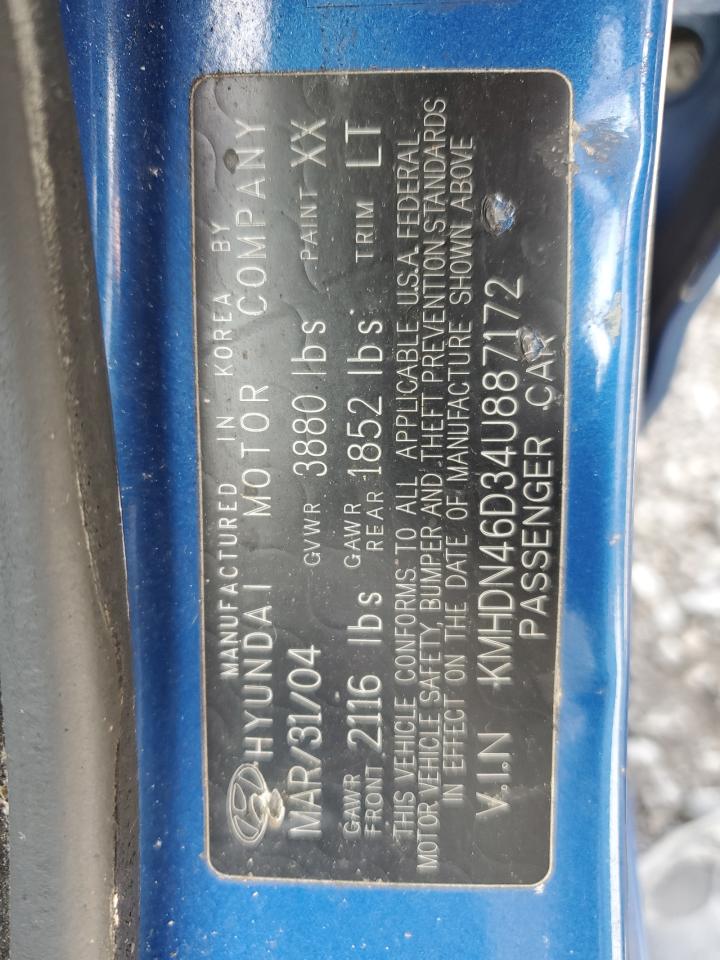 MANUFACTURED IN KOREA BY
HYUNDAI MOTOR COMPANY
MAR/31/04 GVWR 3880 lbs PAINT XX
GAWR FRONT 2116 lbs GAWR REAR 1852 lbs TRIM LT
THIS VEHICLE CONFORMS TO ALL APPLICABLE U.S.A. FEDERAL
MOTOR VEHICLE SAFETY, BUMPER AND THEFT PREVENTION STANDARDS
IN EFFECT ON THE DATE OF MANUFACTURE SHOWN ABOVE
V.I.N KMHDN46D34U887172
PASSENGER CAR